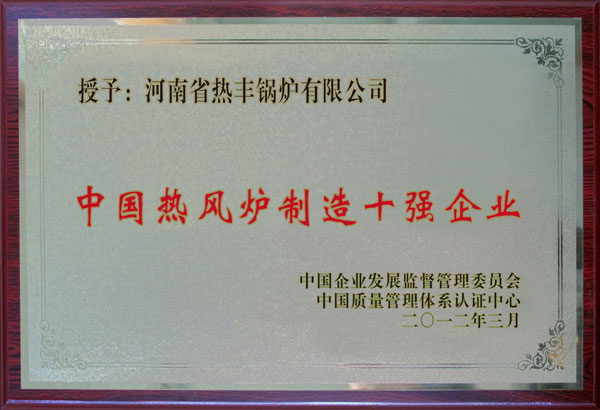 授予：河南省热丰锅炉有限公司
中国热风炉制造十强企业
中国企业发展监督管理委员会
中国质量管理体系认证中心
二〇一二年三月